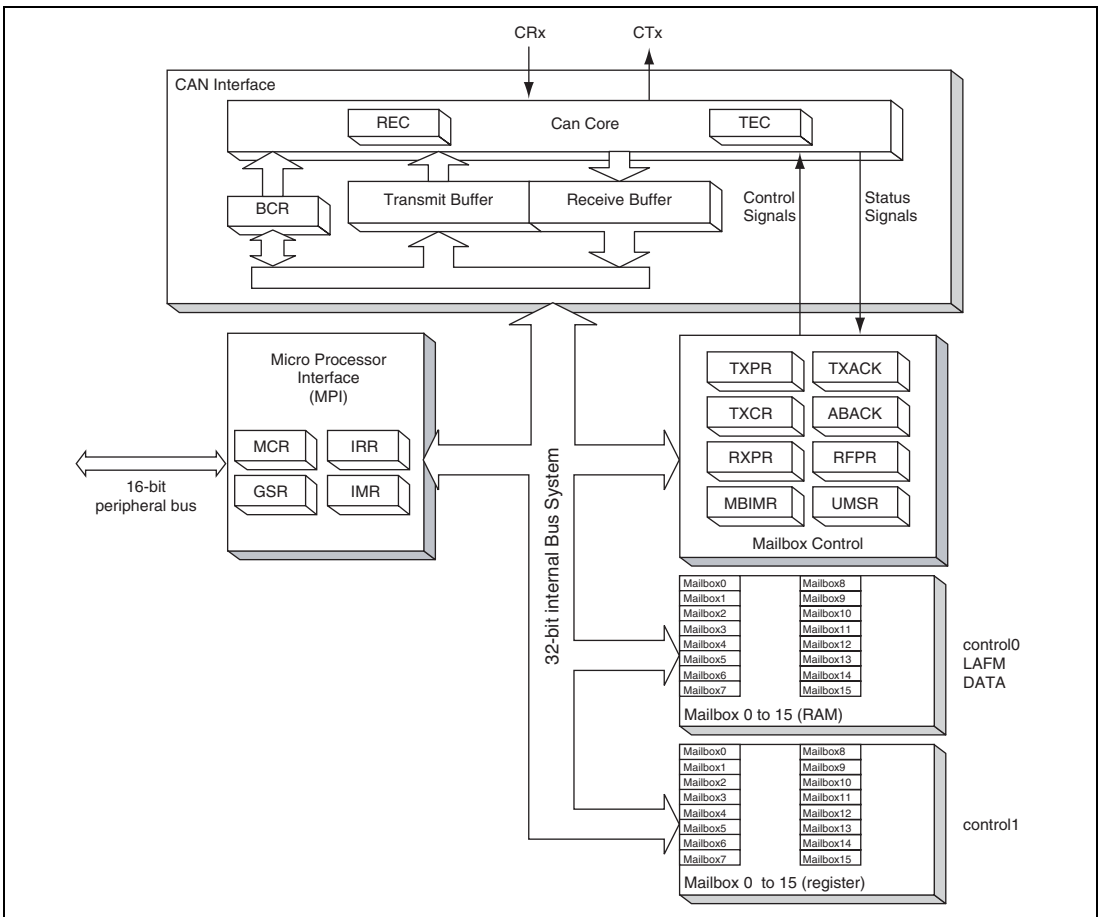 CRx
CTx
CAN Interface
REC
Can Core
TEC
BCR
Transmit Buffer
Receive Buffer
Control
Signals
Status
Signals
Micro Processor
Interface
(MPI)
MCR
IRR
GSR
IMR
16-bit
peripheral bus
32-bit internal Bus System
TXPR
TXACK
TXCR
ABACK
RXPR
RFPR
MBIMR
UMSR
Mailbox Control
Mailbox0
Mailbox1
Mailbox2
Mailbox3
Mailbox4
Mailbox5
Mailbox6
Mailbox7
Mailbox8
Mailbox9
Mailbox10
Mailbox11
Mailbox12
Mailbox13
Mailbox14
Mailbox15
Mailbox 0 to 15 (RAM)
control0
LAFM
DATA
Mailbox0
Mailbox1
Mailbox2
Mailbox3
Mailbox4
Mailbox5
Mailbox6
Mailbox7
Mailbox8
Mailbox9
Mailbox10
Mailbox11
Mailbox12
Mailbox13
Mailbox14
Mailbox15
Mailbox 0 to 15 (register)
control1